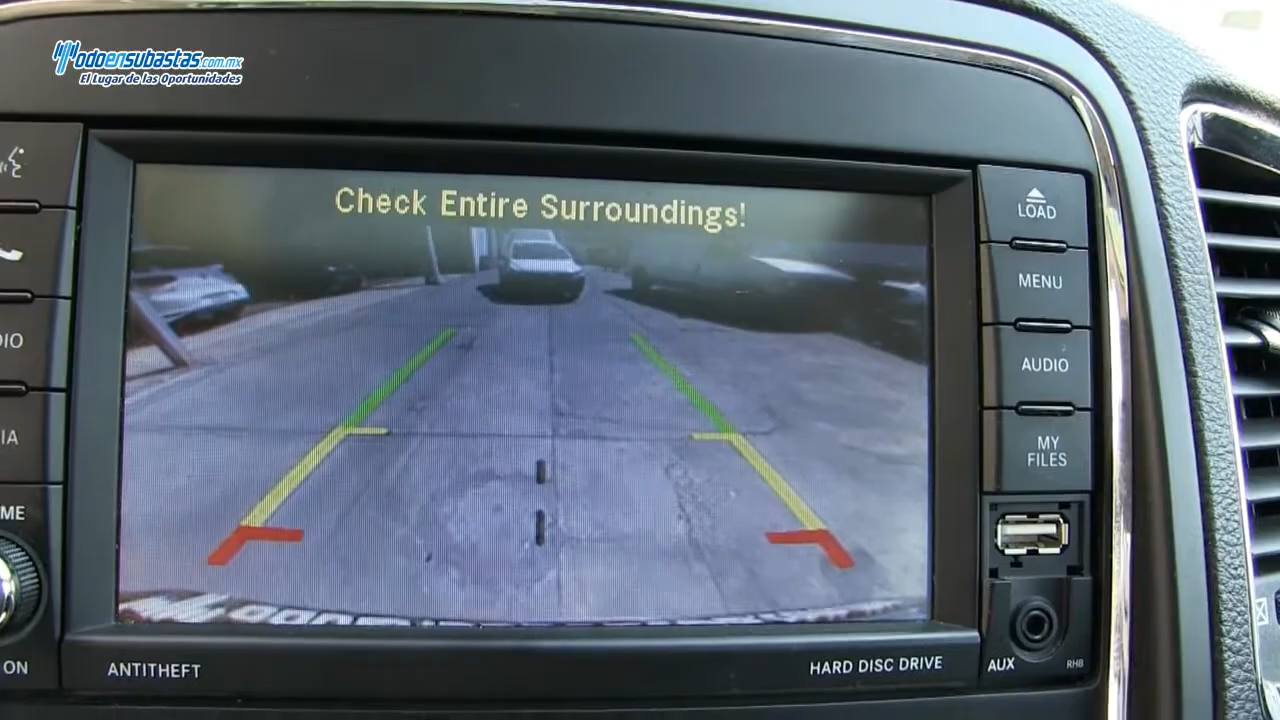 Todoensubastas.com.mx
El Lugar de las Oportunidades
Check Entire Surroundings!
LOAD
MENU
AUDIO
MY
FILES
DIO
IA
ME
ON
ANTITHEFT
HARD DISC DRIVE
AUX
RHB